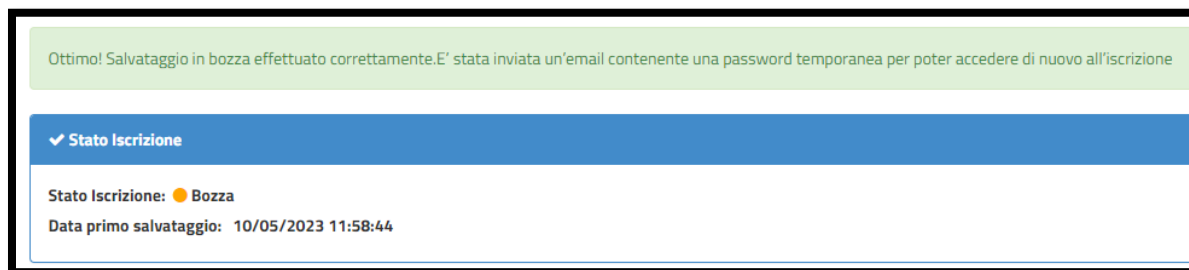 Ottimo! Salvataggio in bozza effettuato correttamente.E' stata inviata un'email contenente una password temporanea per poter accedere di nuovo all'iscrizione
Stato Iscrizione
Stato Iscrizione: Bozza
Data primo salvataggio: 10/05/2023 11:58:44